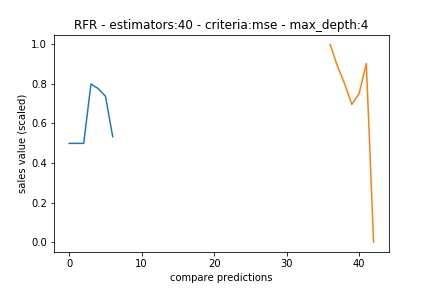 RFR - estimators:40 - criteria:mse - max_depth:4
1.0
0.8
0.6
0.4
0.2
0.0
sales value (scaled)
0 10 20 30 40
compare predictions